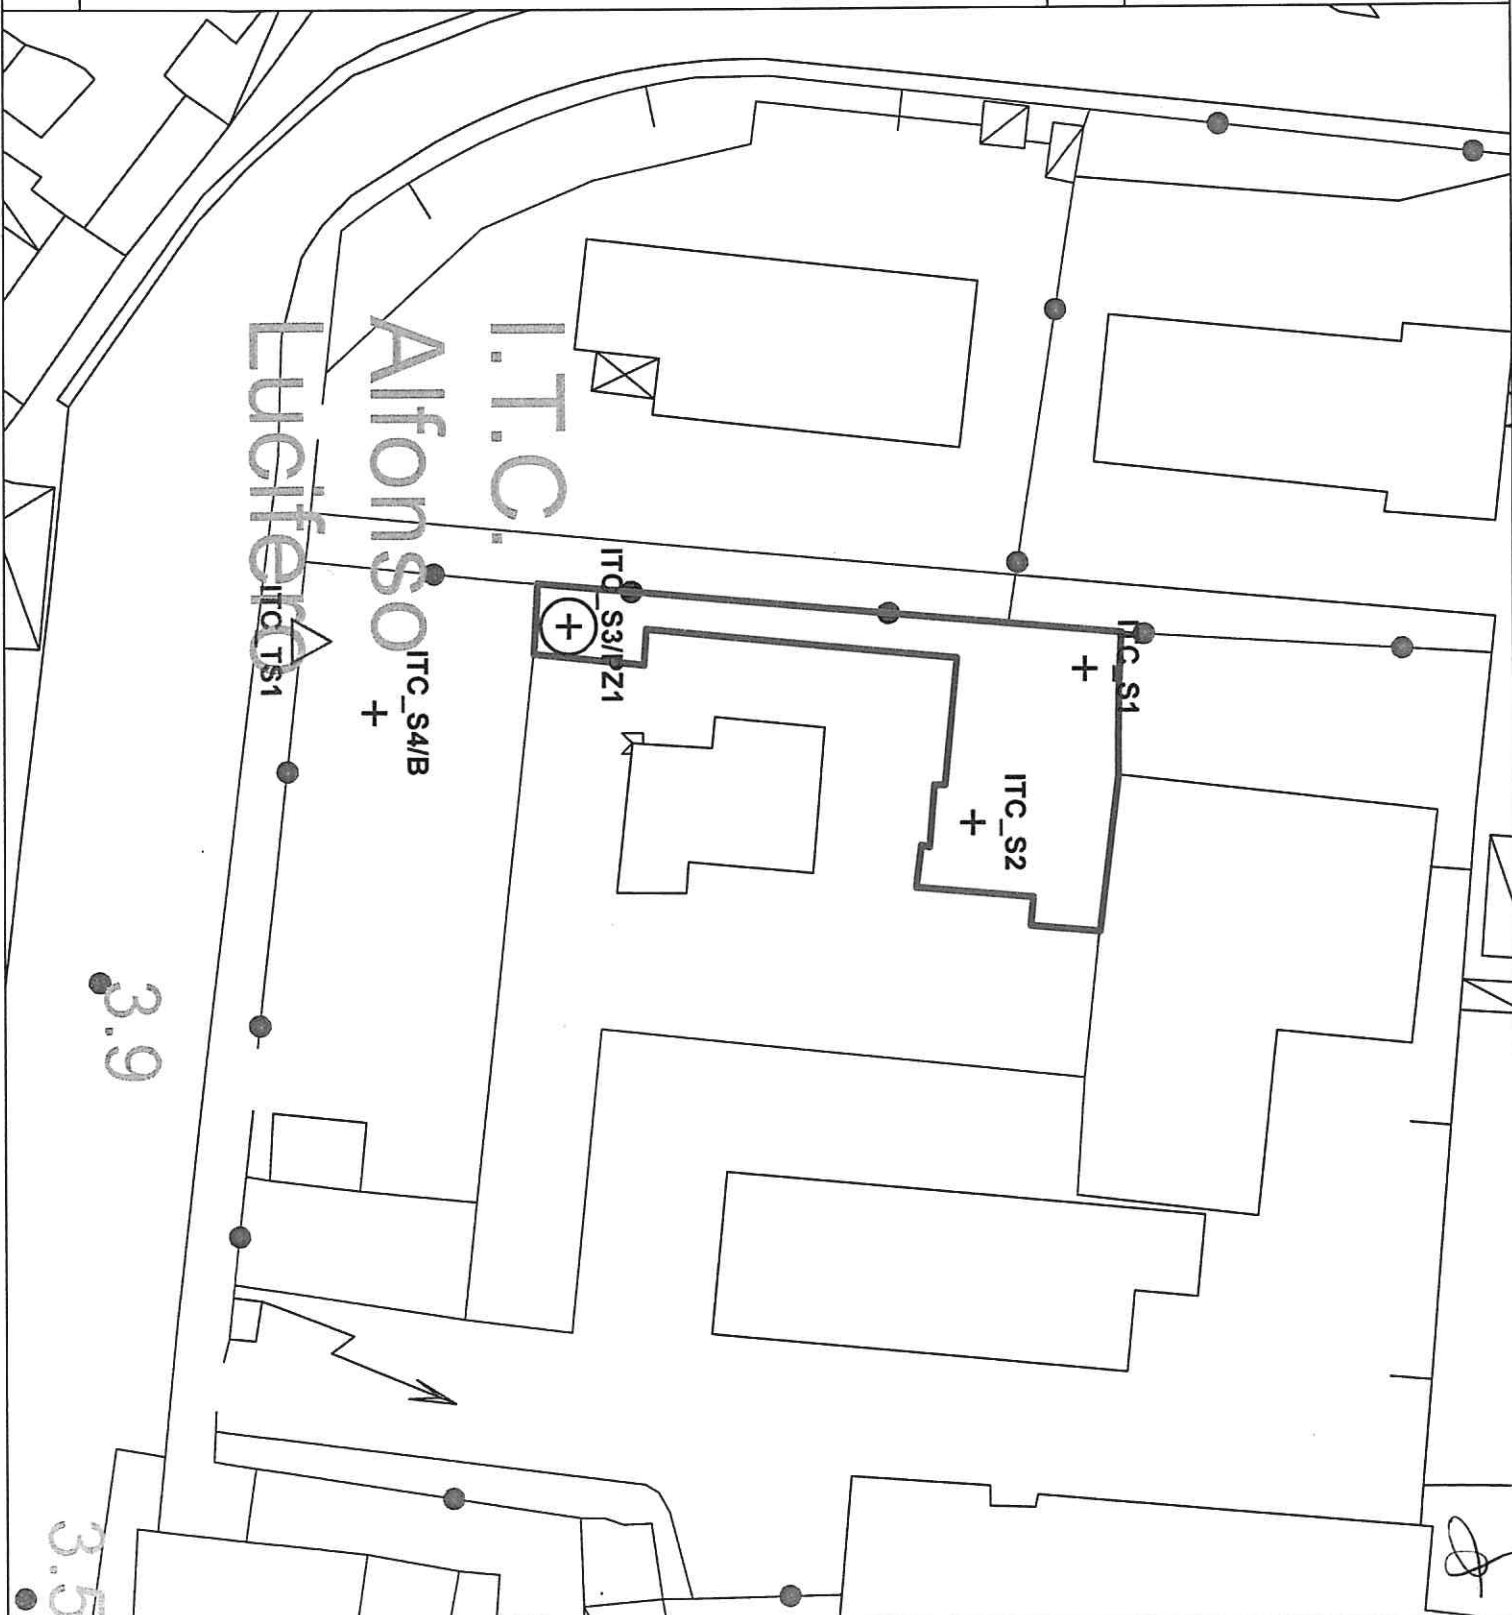 I.T.C.
Alfonso
Lucifero
ITC_S1
ITC_S2
ITC_S3/PZ1
ITC_S4/B
ITC_TS1
3.9
3.5